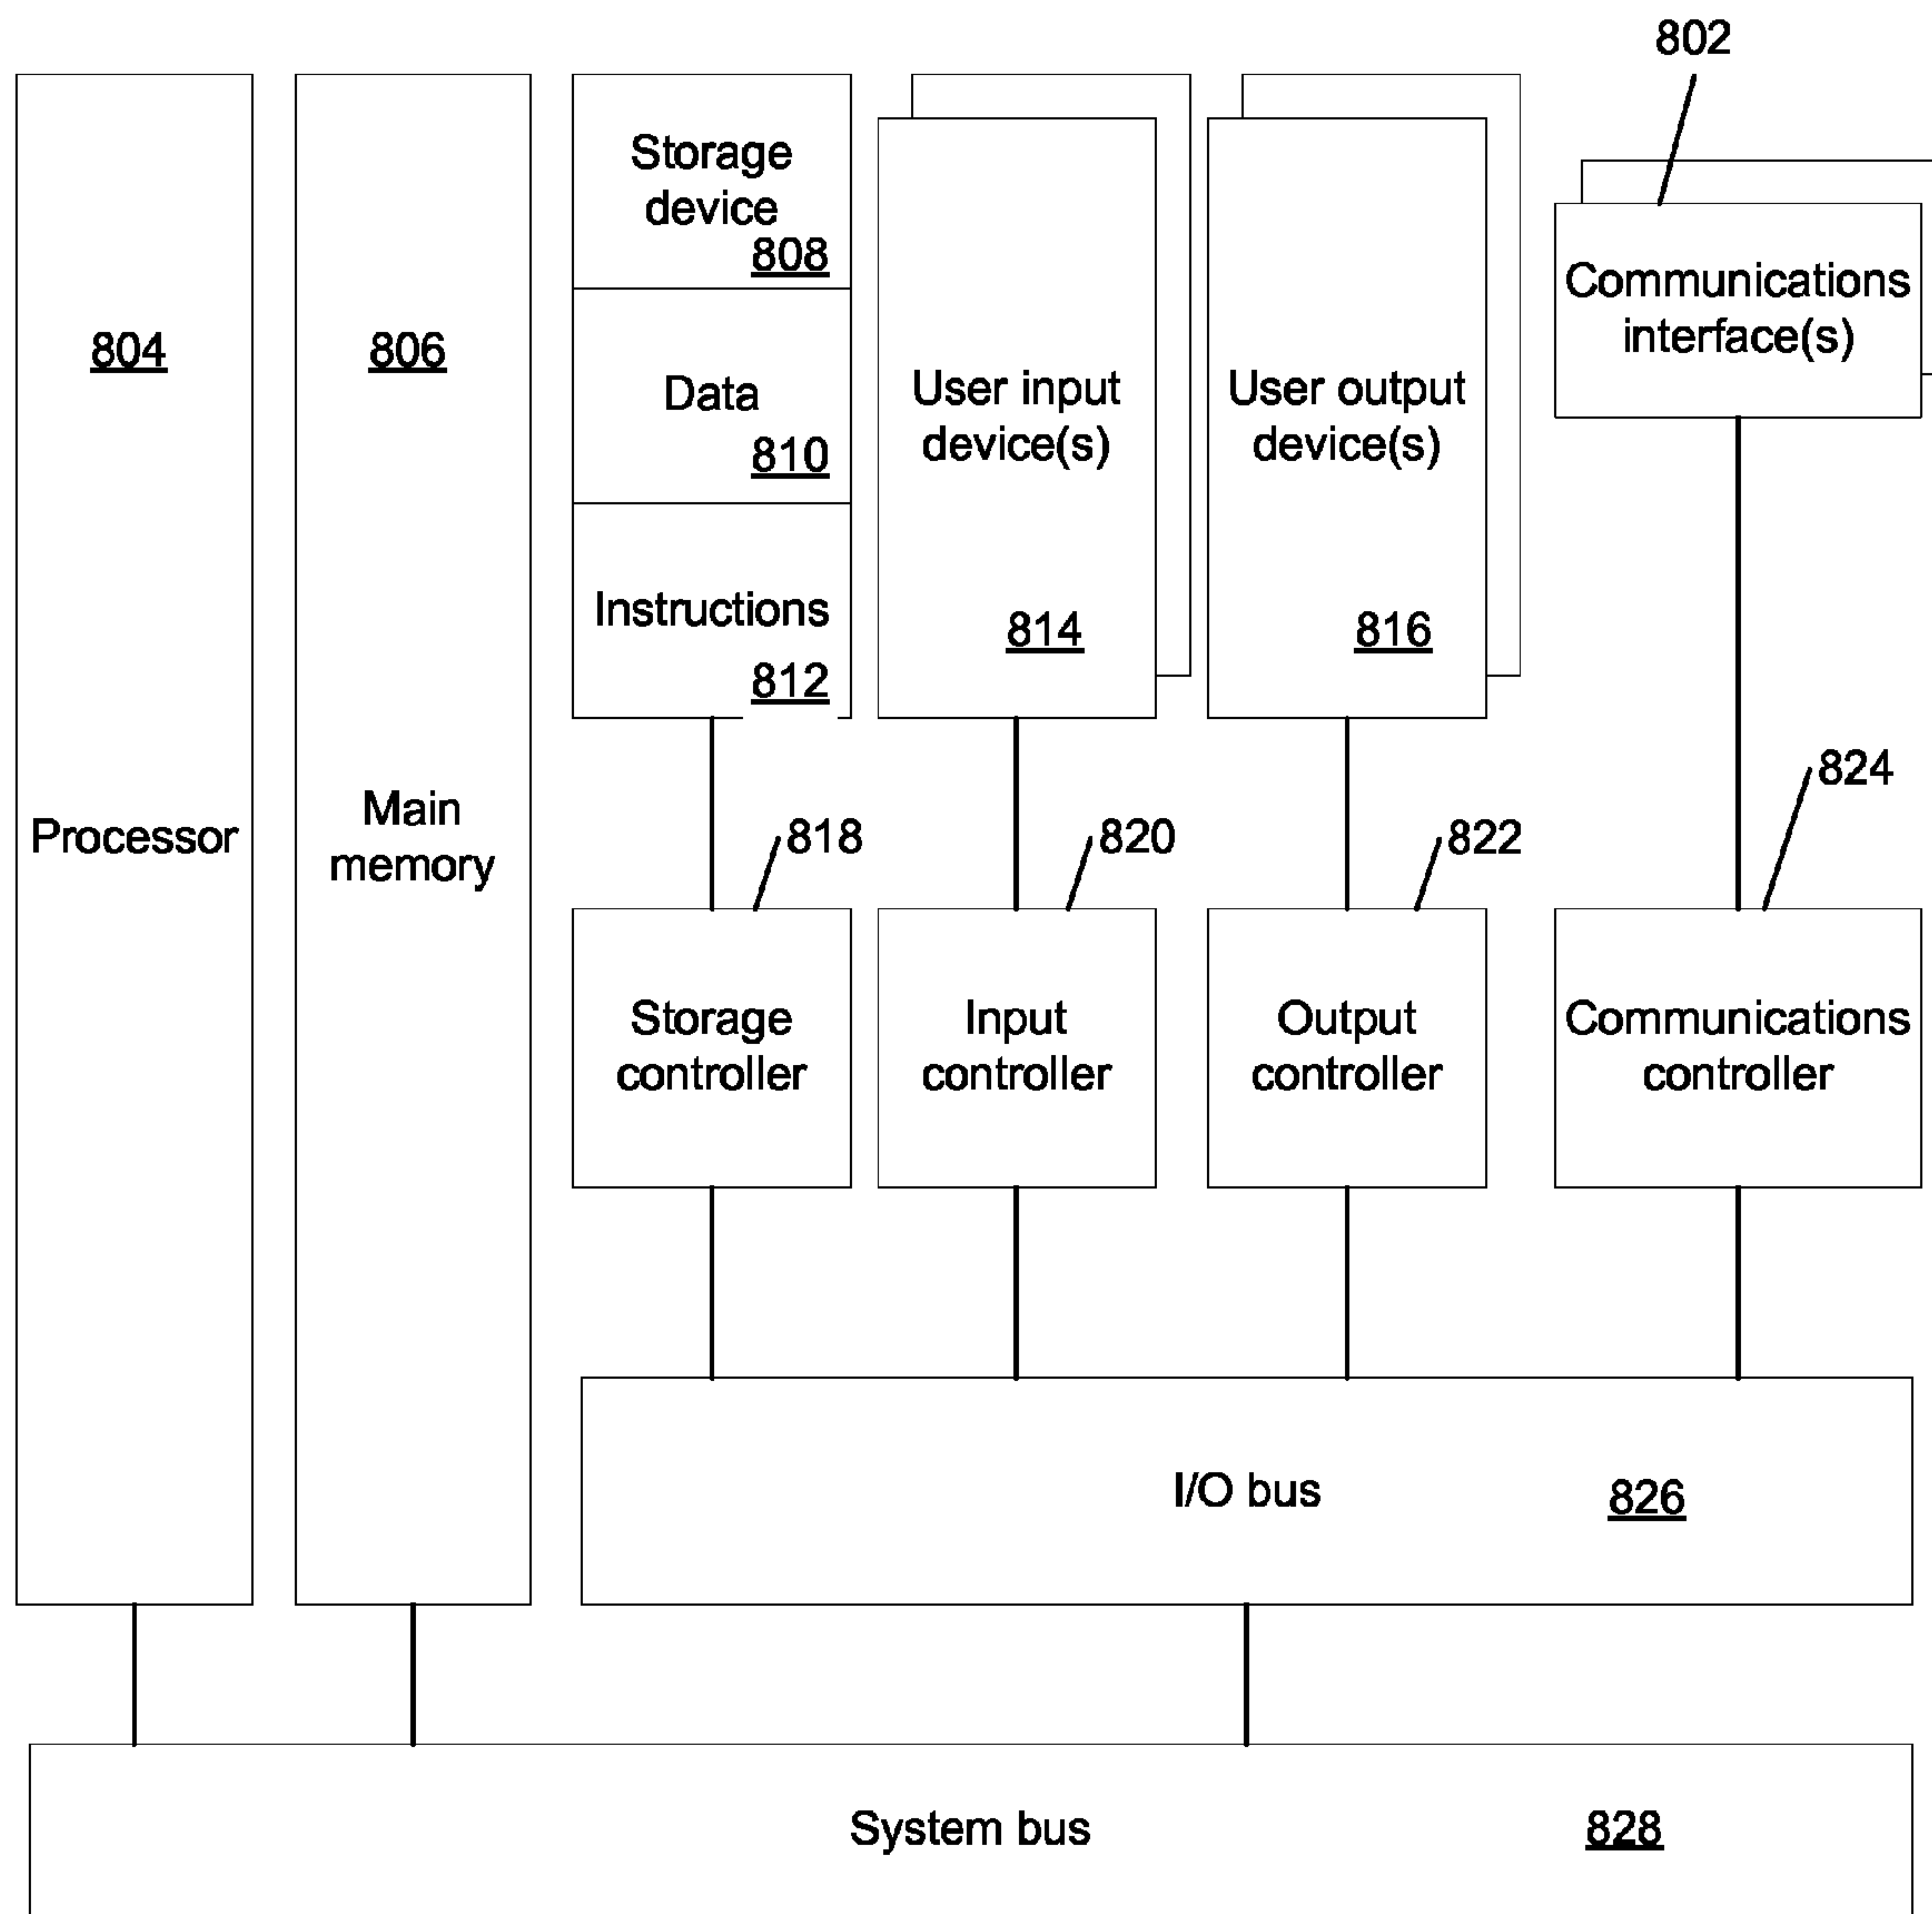 802
804
Processor
806
Main
memory
Storage
device
808
Data
810
Instructions
812
User input
device(s)
814
User output
device(s)
816
Communications
interface(s)
818
Storage
controller
820
Input
controller
822
Output
controller
824
Communications
controller
I/O bus
826
System bus
828